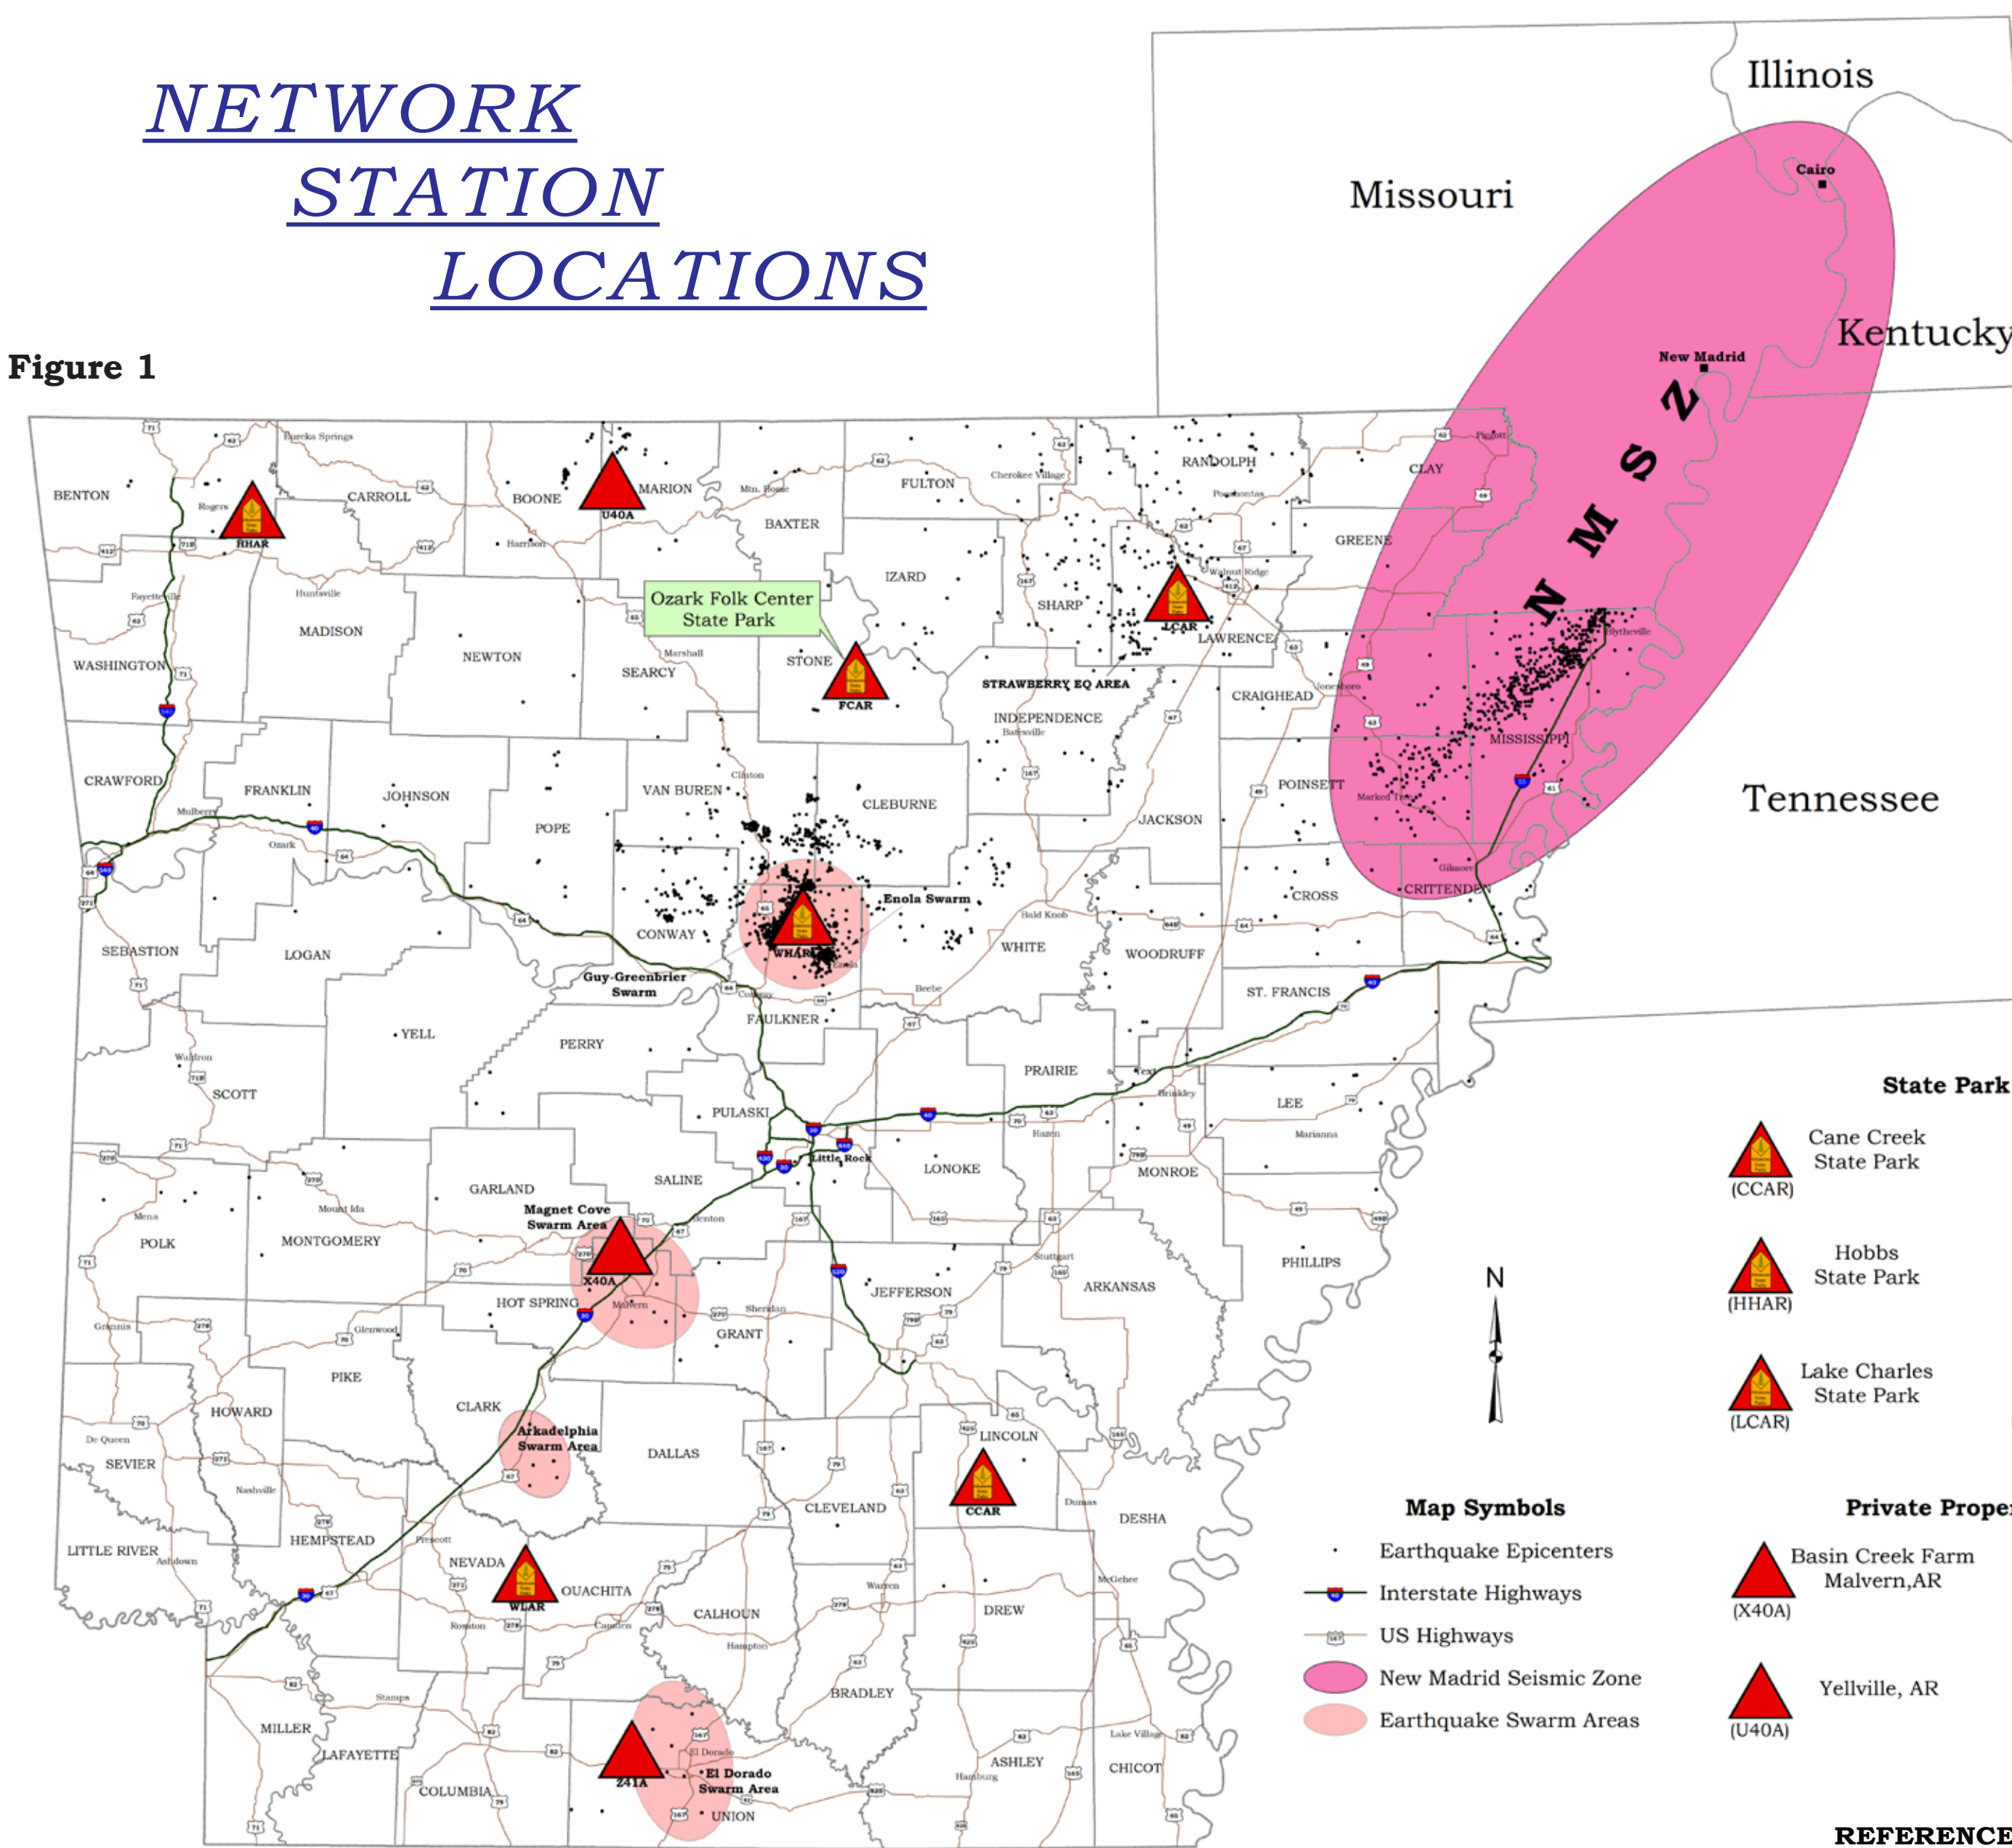 NETWORK
STATION
LOCATIONS
Figure 1
Illinois
Cairo
Missouri
Kentucky
New Madrid
N M S Z
Tennessee
Eureka Springs
BENTON
Rogers
HHAR
CARROLL
BOONE
Harrison
U40A
MARION
Mtn. Home
BAXTER
FULTON
Cherokee Village
RANDOLPH
Pocahontas
CLAY
Piggott
GREENE
IZARD
SHARP
Walnut Ridge
LCAR
LAWRENCE
Fayetteville
Huntsville
MADISON
WASHINGTON
NEWTON
SEARCY
Marshall
Ozark Folk Center
State Park
STONE
FCAR
STRAWBERRY EQ AREA
INDEPENDENCE
Batesville
CRAIGHEAD
Jonesboro
Blytheville
MISSISSIPPI
CRAWFORD
Mulberry
FRANKLIN
Ozark
JOHNSON
POPE
VAN BUREN
Clinton
CLEBURNE
JACKSON
POINSETT
Marked Tree
Gilmore
CRITTENDEN
CROSS
SEBASTION
LOGAN
CONWAY
Enola Swarm
WHAR
Enola
Guy-Greenbrier
Swarm
Conway
FAULKNER
Beebe
Bald Knob
WHITE
WOODRUFF
ST. FRANCIS
YELL
PERRY
Waldron
SCOTT
PULASKI
PRAIRIE
Text
Brinkley
Hazen
LEE
Marianna
Little Rock
LONOKE
MONROE
SALINE
GARLAND
Magnet Cove
Swarm Area
Benton
X40A
Mena
POLK
Mount Ida
MONTGOMERY
HOT SPRING
Malvern
Sheridan
GRANT
JEFFERSON
Stuttgart
ARKANSAS
PHILLIPS
Grannis
Glenwood
PIKE
CLARK
HOWARD
De Queen
SEVIER
Nashville
Arkadelphia
Swarm Area
DALLAS
LINCOLN
CCAR
CLEVELAND
Dumas
DESHA
HEMPSTEAD
Prescott
LITTLE RIVER
Ashdown
NEVADA
WLAR
OUACHITA
Rosston
Camden
CALHOUN
Hampton
Warren
DREW
McGehee
BRADLEY
Stamps
MILLER
LAFAYETTE
COLUMBIA
Z41A
El Dorado
El Dorado
Swarm Area
UNION
ASHLEY
Hamburg
Lake Village
CHICOT
N
State Park
Cane Creek
State Park
(CCAR)
Hobbs
State Park
(HHAR)
Lake Charles
State Park
(LCAR)
Map Symbols
Earthquake Epicenters
Interstate Highways
US Highways
New Madrid Seismic Zone
Earthquake Swarm Areas
Private Proper
Basin Creek Farm
Malvern,AR
(X40A)
Yellville, AR
(U40A)
REFERENCE